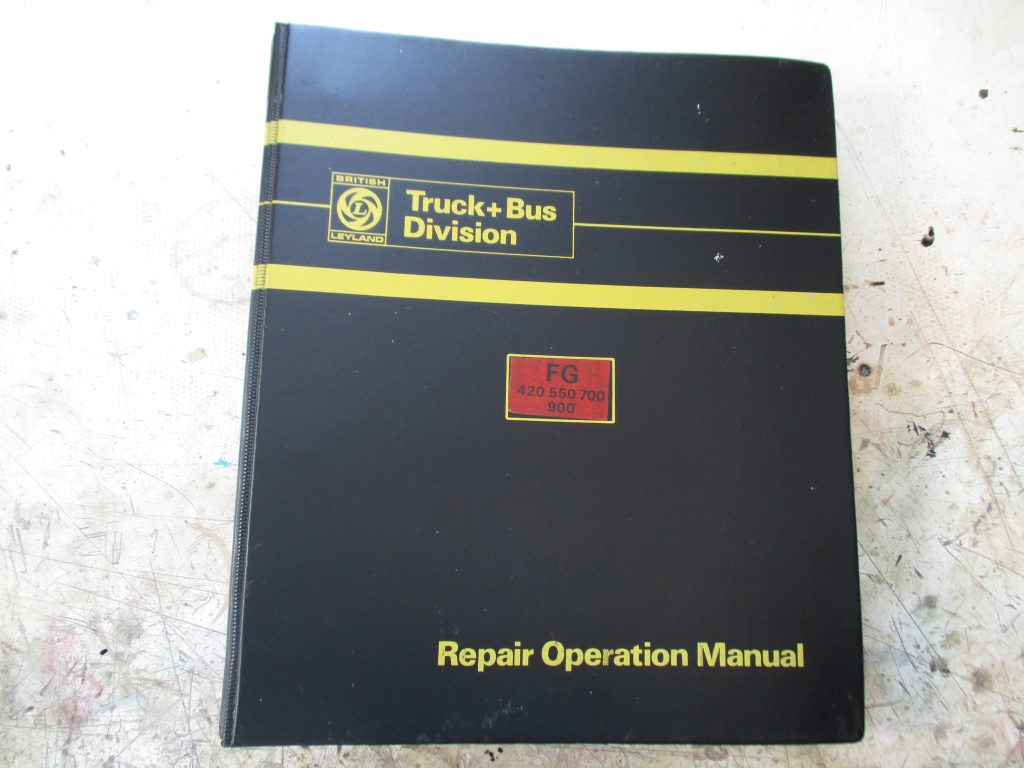 BRITISH
L
LEYLAND
Truck+Bus
Division
FG
420 550 700
900
Repair Operation Manual